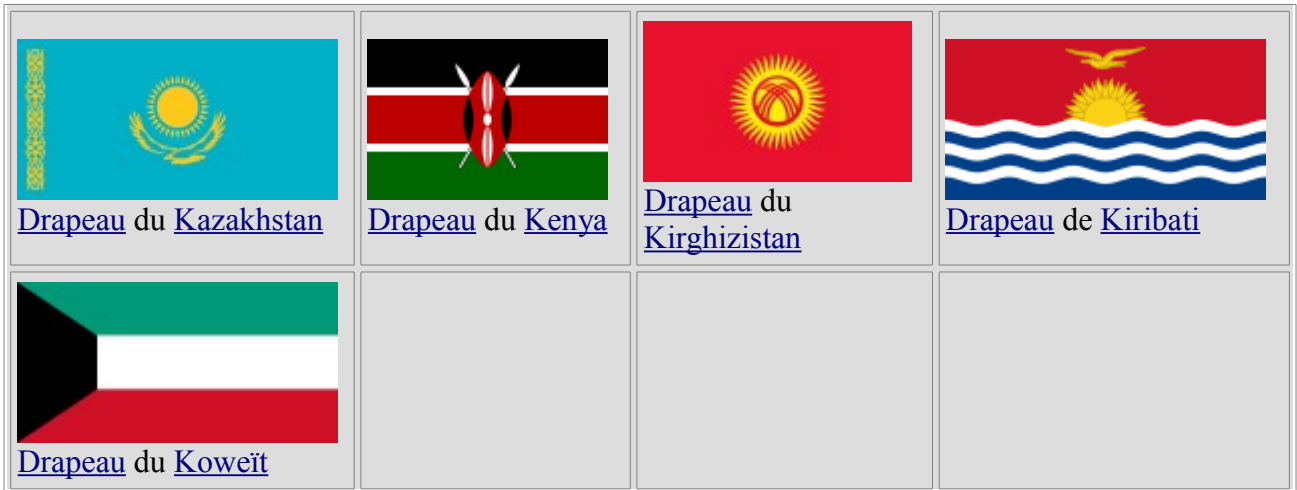 Drapeau du Kazakhstan
Drapeau du Kenya
Drapeau du
Kirghizistan
Drapeau de Kiribati
Drapeau du Koweït